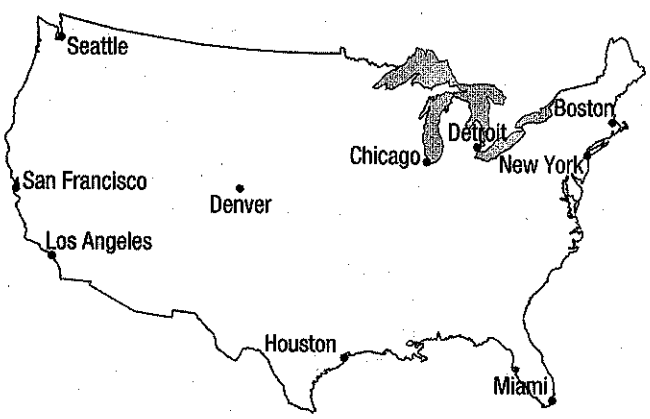 Seattle
Boston
Detroit
Chicago
New York
San Francisco
Denver
Los Angeles
Houston
Miami